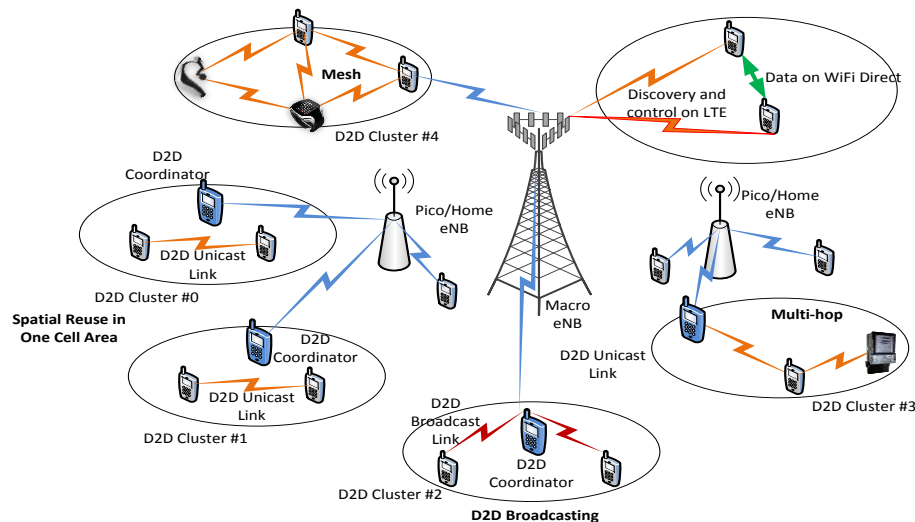 Mesh
D2D Cluster #4
Discovery and
control on LTE
Data on WiFi Direct
D2D
Coordinator
D2D Unicast
Link
D2D Cluster #0
Pico/Home
eNB
Pico/Home
eNB
Macro
eNB
Spatial Reuse in
One Cell Area
D2D
Coordinator
D2D Unicast
Link
D2D Cluster #1
D2D Unicast
Link
Multi-hop
D2D Cluster #3
D2D
Broadcast
Link
D2D
Coordinator
D2D Cluster #2
D2D Broadcasting